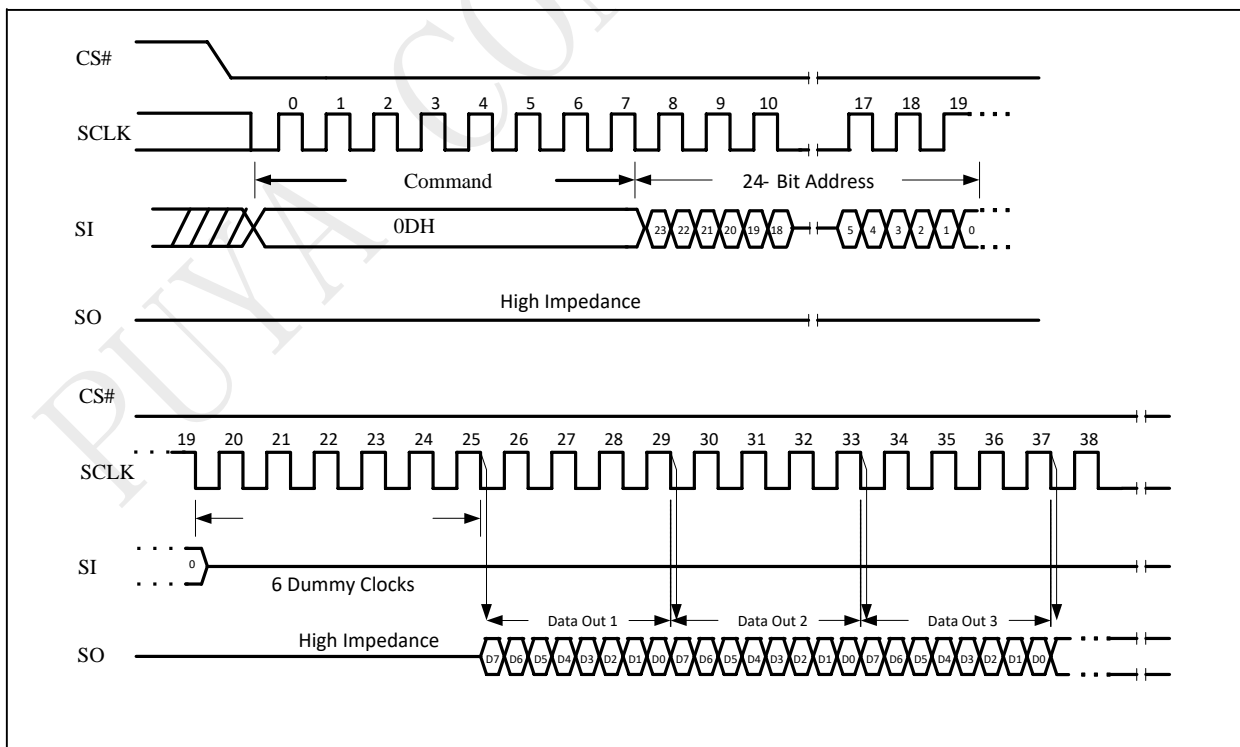 PUYA CON
CS#
0 1 2 3 4 5 6 7 8 9 10 17 18 19
SCLK
Command 24- Bit Address
SI 0DH 23 22 21 20 19 18 5 4 3 2 1 0
High Impedance
SO
CS#
19 20 21 22 23 24 25 26 27 28 29 30 31 32 33 34 35 36 37 38
SCLK
SI 0
6 Dummy Clocks
Data Out 1 Data Out 2 Data Out 3
High Impedance
SO D7 D6 D5 D4 D3 D2 D1 D0 D7 D6 D5 D4 D3 D2 D1 D0 D7 D6 D5 D4 D3 D2 D1 D0